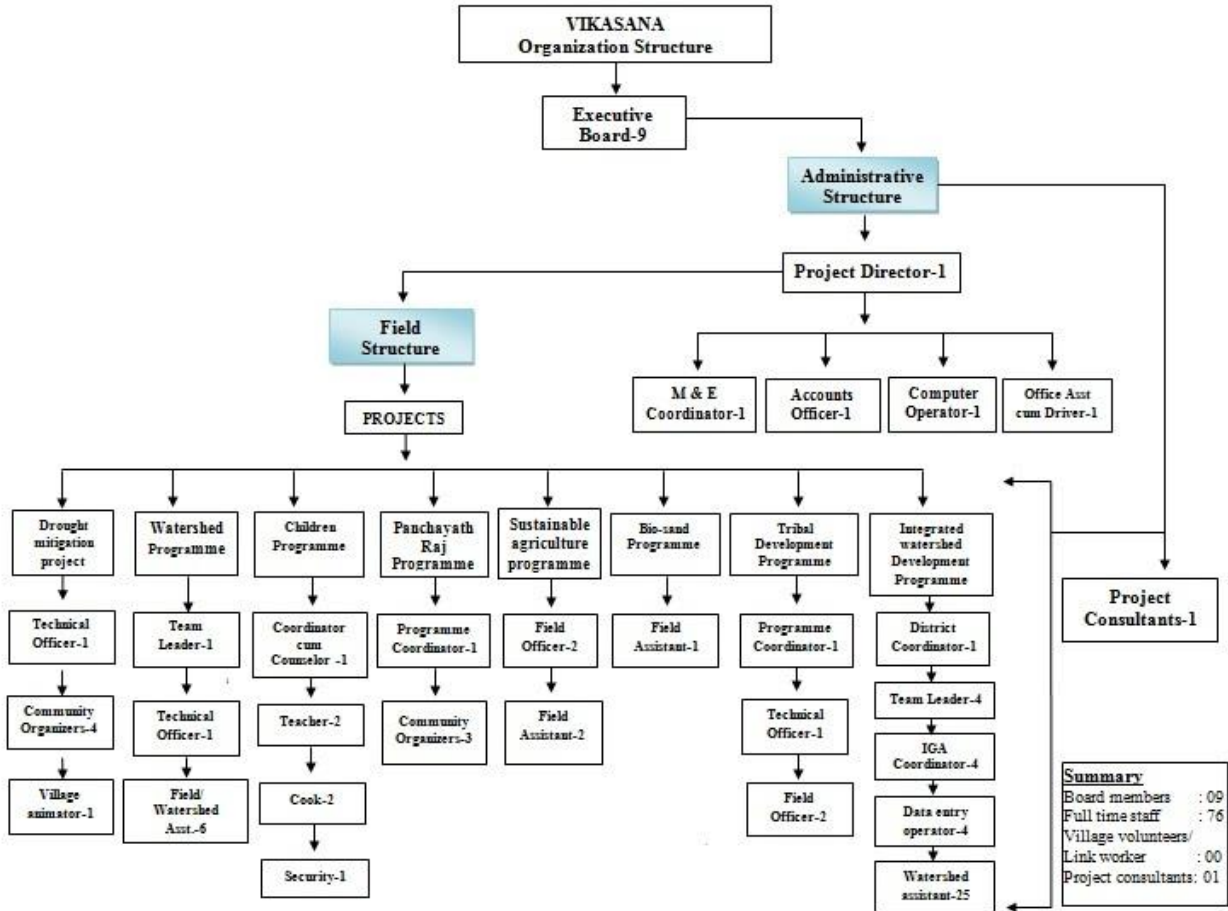 VIKASANA
Organization Structure
Executive
Board-9
Administrative
Structure
Project Director-1
Field
Structure
M & E
Coordinator-1
Accounts
Officer-1
Computer
Operator-1
Office Asst
cum Driver-1
PROJECTS
Drought
mitigation
project
Watershed
Programme
Children
Programme
Panchayath
Raj
Programme
Sustainable
agriculture
programme
Bio-sand
Programme
Tribal
Development
Programme
Integrated
watershed
Development
Programme
Project
Consultants-1
Technical
Officer-1
Team
Leader-1
Coordinator
cum
Counselor -1
Programme
Coordinator-1
Field
Officer-2
Field
Assistant-1
Programme
Coordinator-1
District
Coordinator-1
Community
Organizers-4
Technical
Officer-1
Teacher-2
Community
Organizers-3
Field
Assistant-2
Technical
Officer-1
Team Leader-4
IGA
Coordinator-4
Village
animator-1
Field/
Watershed
Asst.-6
Cook-2
Field
Officer-2
Data entry
operator-4
Security-1
Watershed
assistant-25
Summary
Board members : 09
Full time staff : 76
Village volunteers/
Link worker : 00
Project consultants: 01